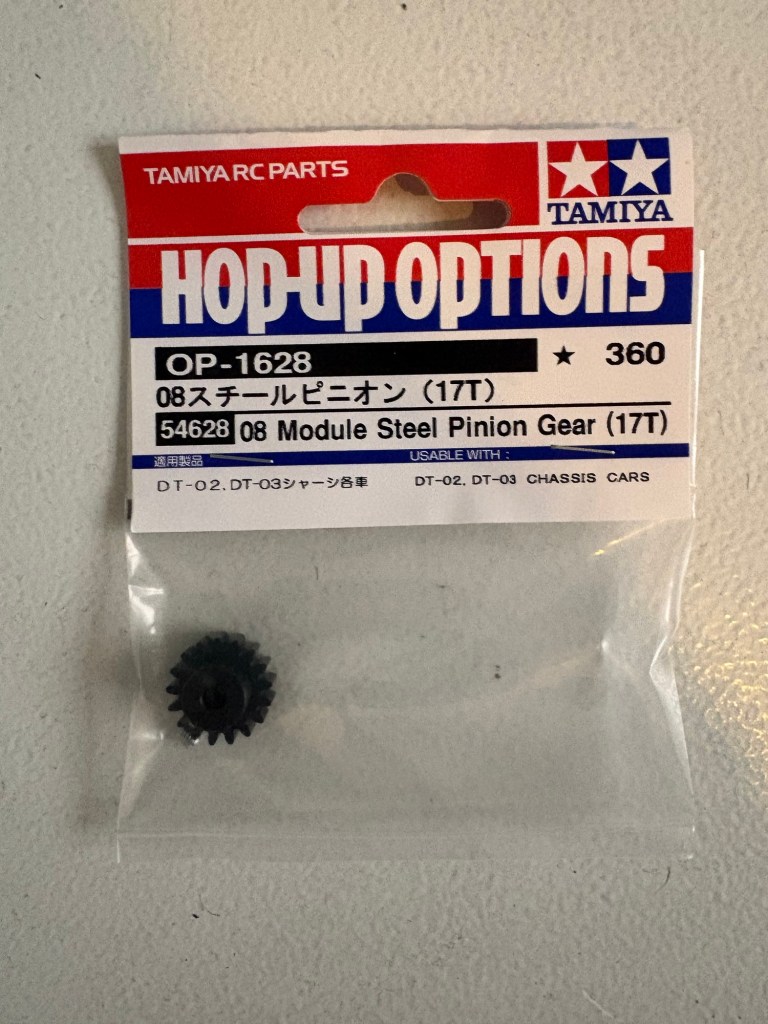 TAMIYA RC PARTS
TAMIYA
HOP-UP OPTIONS
OP-1628 ★ 360
08スチールピニオン（17T）
54628 08 Module Steel Pinion Gear (17T)
適用製品 USABLE WITH :
DT-02, DT-03シャーシ各車 DT-02, DT-03 CHASSIS CARS